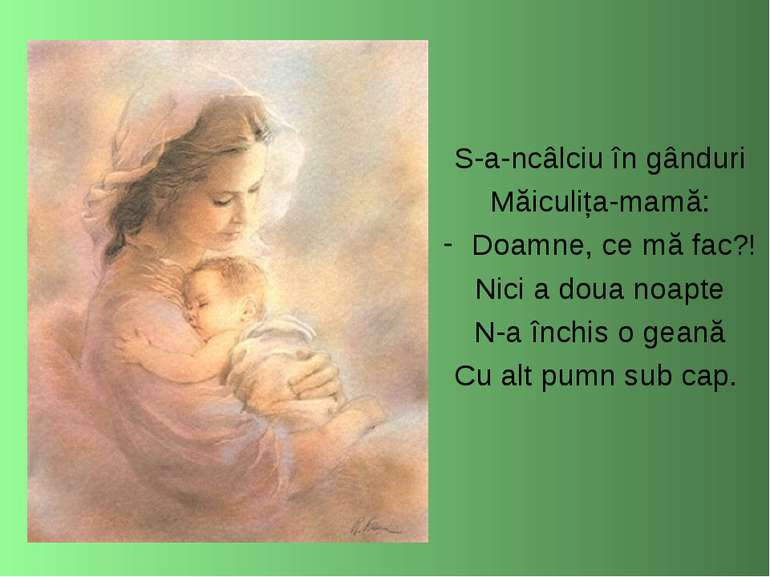 S-a-ncâlciu în gânduri
Măiculița-mamă:
- Doamne, ce mă fac?!
Nici a doua noapte
N-a închis o geană
Cu alt pumn sub cap.